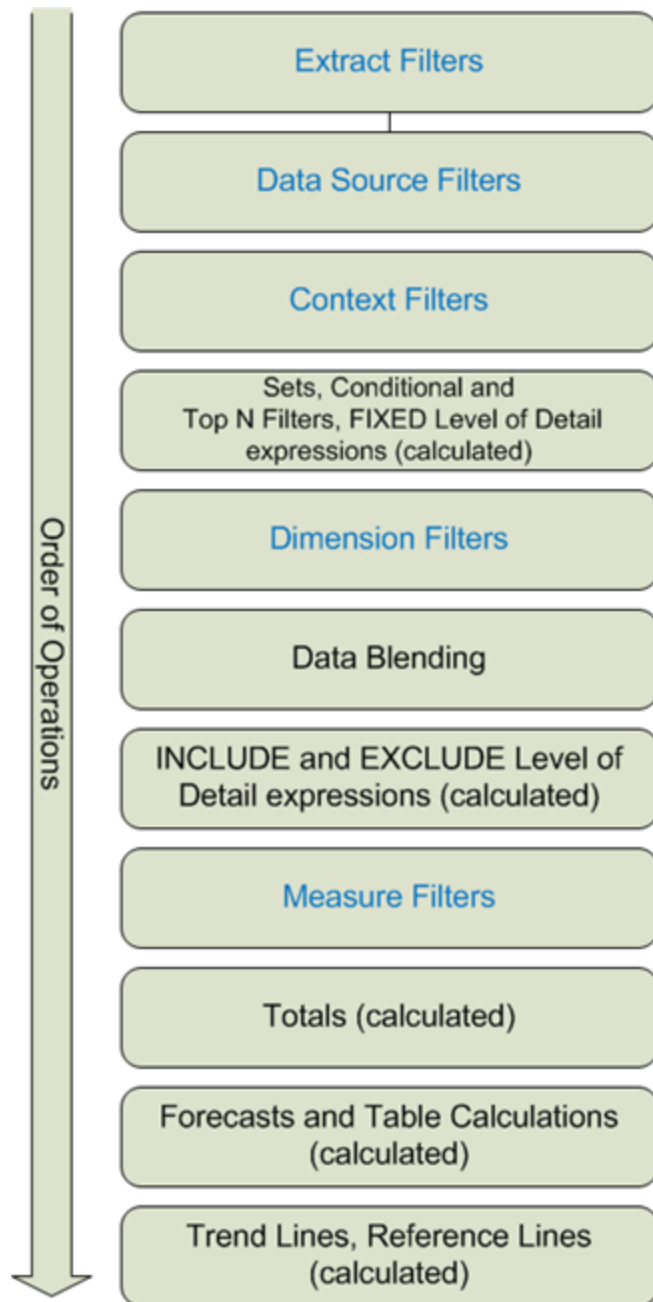 Extract Filters
Data Source Filters
Context Filters
Sets, Conditional and
Top N Filters, FIXED Level of Detail
expressions (calculated)
Dimension Filters
Order of Operations
Data Blending
INCLUDE and EXCLUDE Level of
Detail expressions (calculated)
Measure Filters
Totals (calculated)
Forecasts and Table Calculations
(calculated)
Trend Lines, Reference Lines
(calculated)